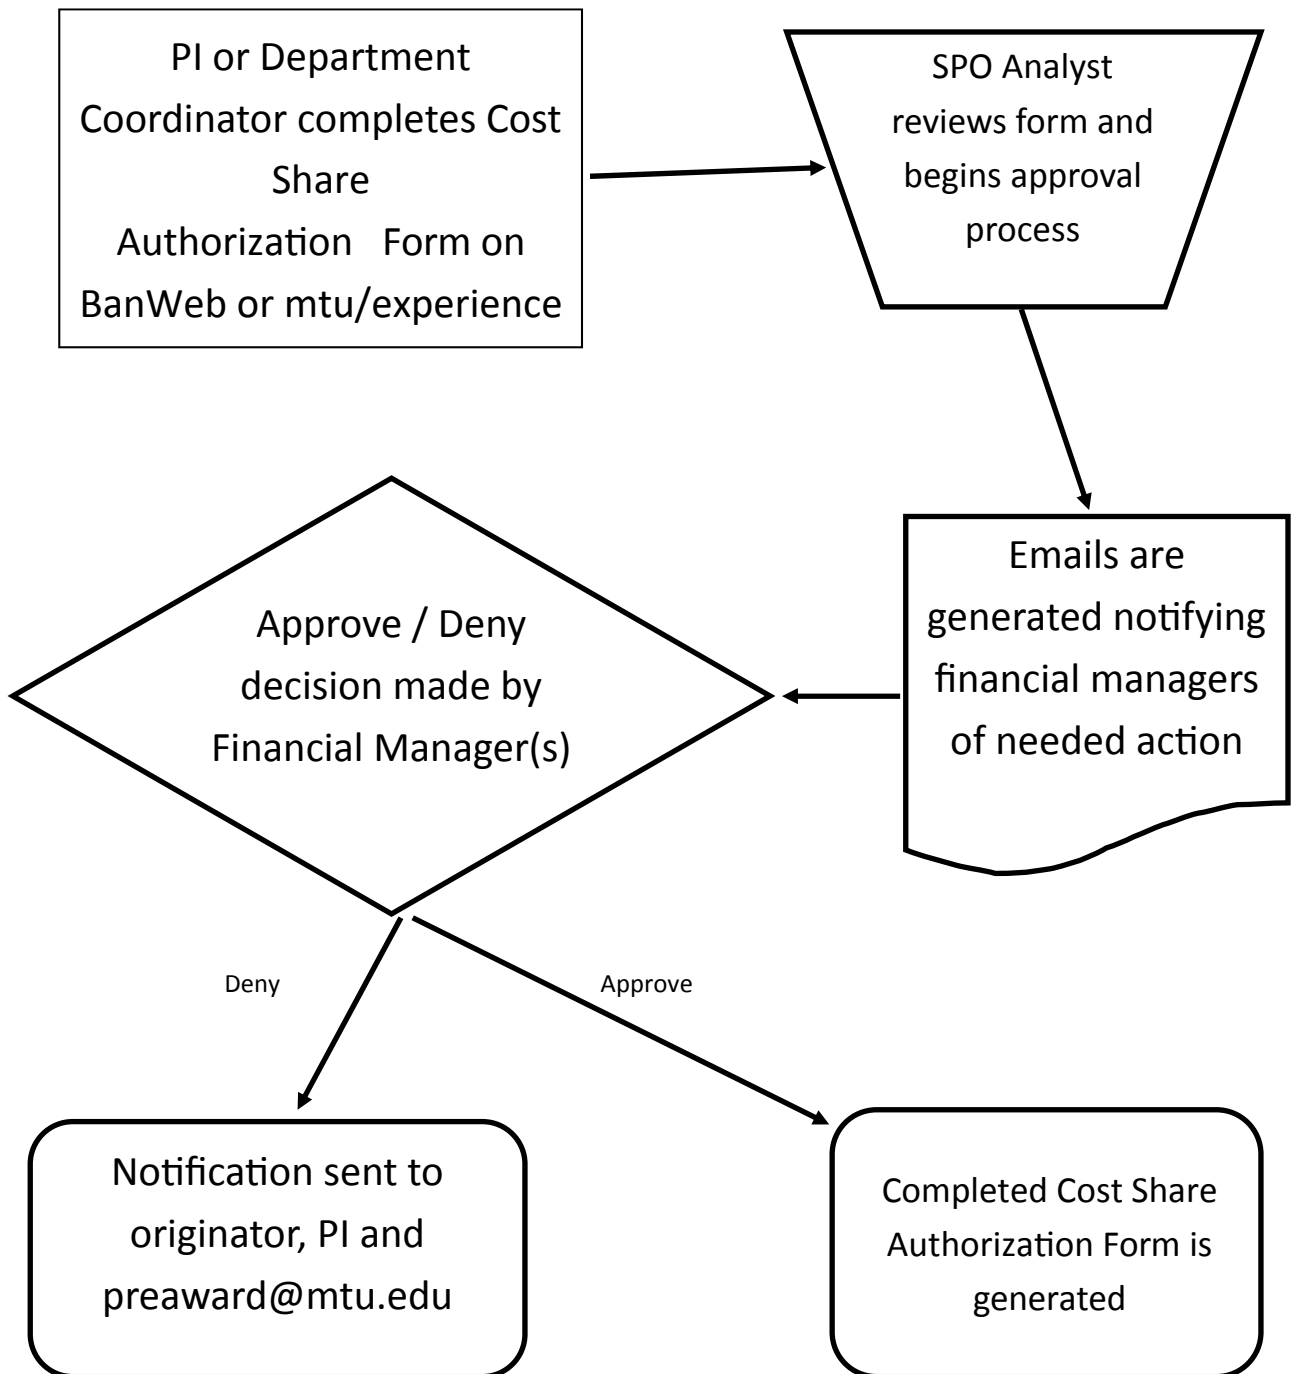 PI or Department
Coordinator completes Cost
Share
Authorization Form on
BanWeb or mtu/experience
SPO Analyst
reviews form and
begins approval
process
Emails are
generated notifying
financial managers
of needed action
Approve / Deny
decision made by
Financial Manager(s)
Deny
Approve
Notification sent to
originator, PI and
preaward@mtu.edu
Completed Cost Share
Authorization Form is
generated